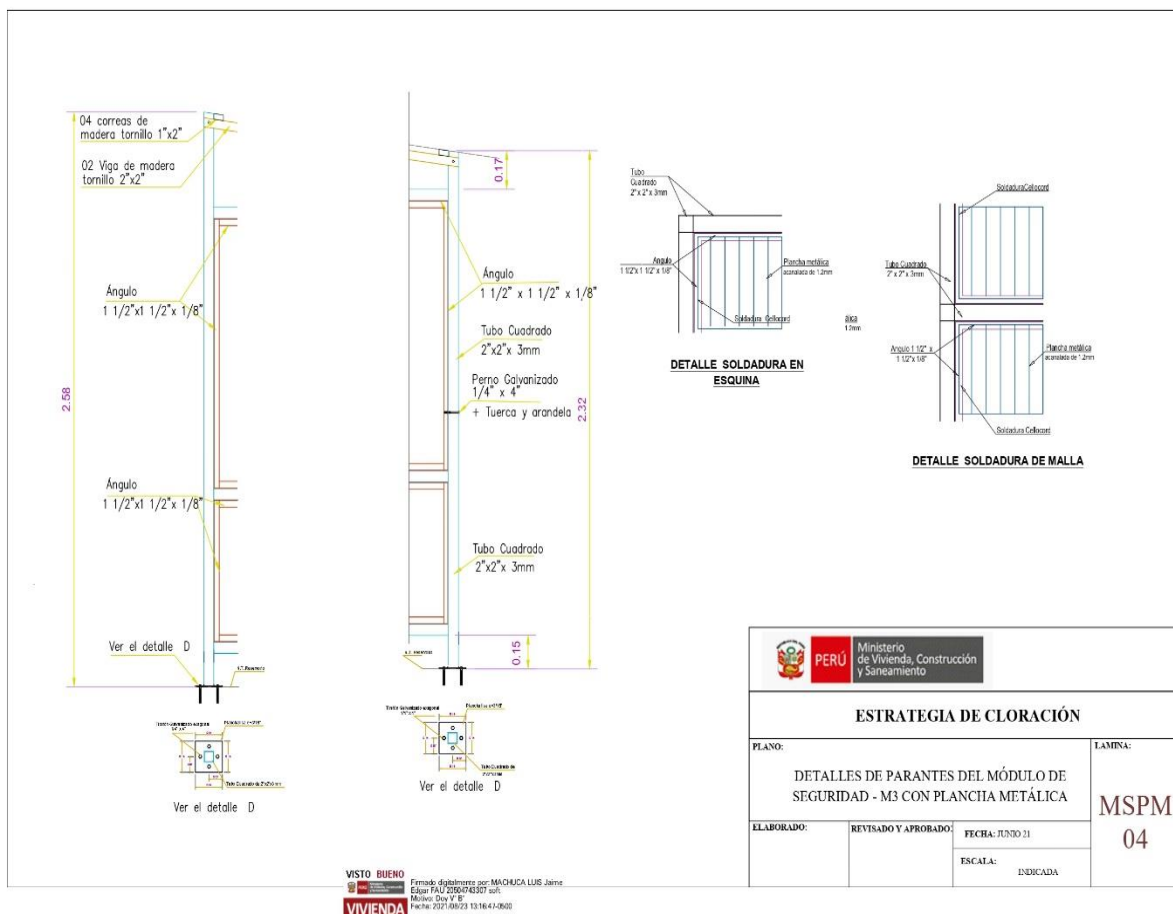 04 correas de
madera tornillo 1"x2"
02 Viga de madera
tornillo 2"x2"
Ángulo
1 1/2"x1 1/2"x 1/8"
2.58
Ángulo
1 1/2"x1 1/2"x 1/8"
Ver el detalle D
Ver el detalle D
0.17
Ángulo
1 1/2" x 1 1/2" x 1/8"
Tubo Cuadrado
2"x2"x 3mm
Perno Galvanizado
1/4" x 4"
+ Tuerca y arandela
2.32
Tubo Cuadrado
2"x2"x 3mm
0.15
Ver el detalle D
Tubo
Cuadrado
2" x 2" x 3mm
Angulo
1 1/2"x 1 1/2" x 1/8"
Plancha metálica
acanalada de 1.2mm
Soldadura Cellocord
DETALLE SOLDADURA EN
ESQUINA
1.2mm
SoldaduraCellocord
Tubo Cuadrado
2" x 2" x 3mm
Angulo 1 1/2" x
1 1/2"x 1/8"
Plancha metálica
acanalada de 1.2mm
Soldadura Cellocord
DETALLE SOLDADURA DE MALLA
PERÚ
Ministerio
de Vivienda, Construcción
y Saneamiento
ESTRATEGIA DE CLORACIÓN
PLANO:
DETALLES DE PARANTES DEL MÓDULO DE
SEGURIDAD - M3 CON PLANCHA METÁLICA
LAMINA:
MSPM
04
ELABORADO:
REVISADO Y APROBADO:
FECHA: JUNIO 21
ESCALA:
INDICADA
VISTO BUENO
VIVIENDA
Firmado digitalmente por: MACHUCA LUIS Jaime
Edgar FAU 20504743307 soft
Motivo: Doy V° B°
Fecha: 2021/08/23 13:16:47-0500